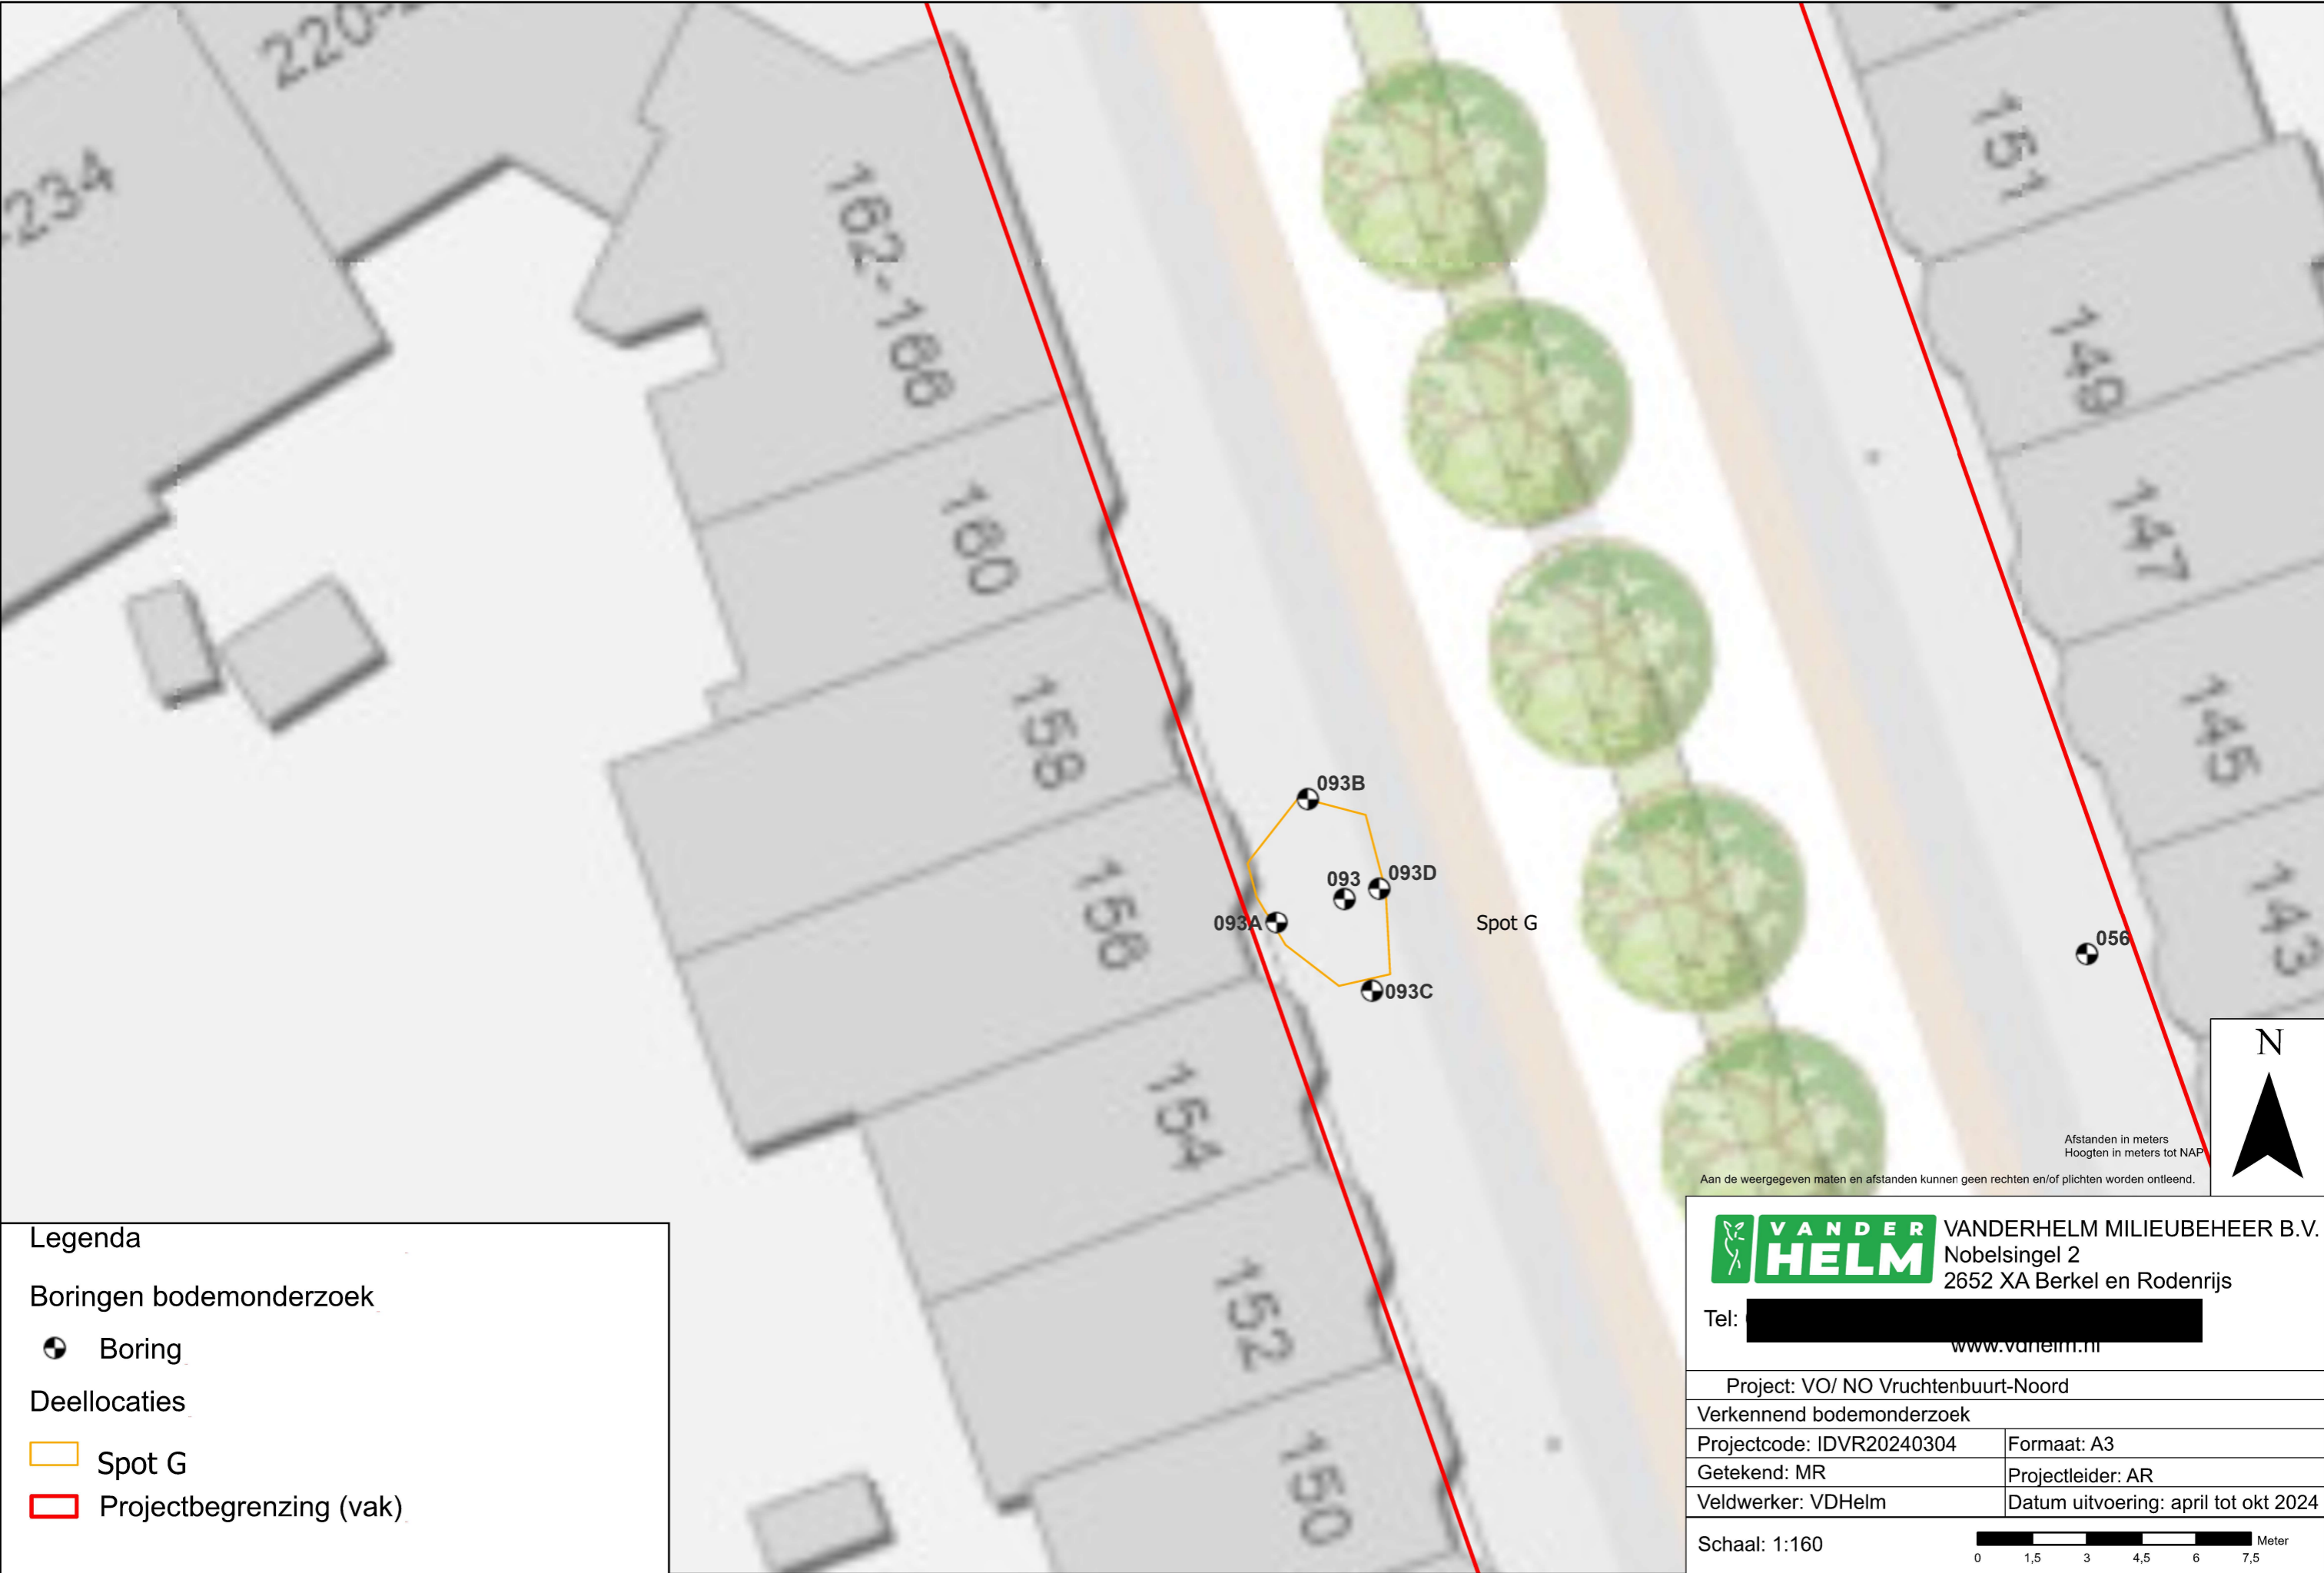 220-
-234
162-166
160
158
156
154
152
150
151
149
147
145
143
093B
093D
093
093A
093C
Spot G
056
N
Afstanden in meters
Hoogten in meters tot NAP
Aan de weergegeven maten en afstanden kunnen geen rechten en/of plichten worden ontleend.
Legenda
Boringen bodemonderzoek
Boring
Deellocaties
Spot G
Projectbegrenzing (vak)
VANDER
HELM
VANDERHELM MILIEUBEHEER B.V.
Nobelsingel 2
2652 XA Berkel en Rodenrijs
Tel:
www.vdhelm.nl
Project: VO/ NO Vruchtenbuurt-Noord
Verkennend bodemonderzoek
Projectcode: IDVR20240304
Formaat: A3
Getekend: MR
Projectleider: AR
Veldwerker: VDHelm
Datum uitvoering: april tot okt 2024
Schaal: 1:160
Meter
0 1,5 3 4,5 6 7,5